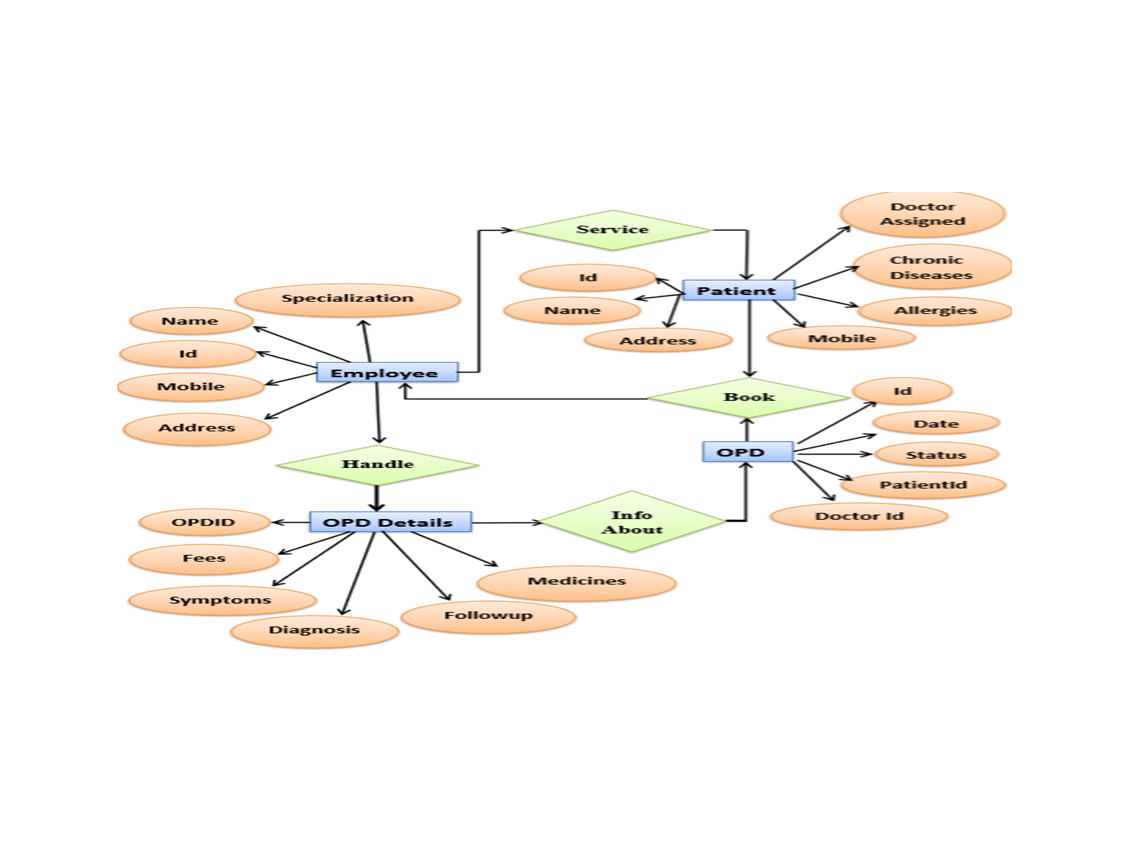 Doctor
Assigned
Service
Chronic
Diseases
Id
Patient
Specialization
Name
Allergies
Name
Address
Mobile
Id
Employee
Mobile
Id
Book
Address
Date
OPD
Status
Handle
PatientId
Info
About
Doctor Id
OPDID
OPD Details
Fees
Medicines
Symptoms
Followup
Diagnosis